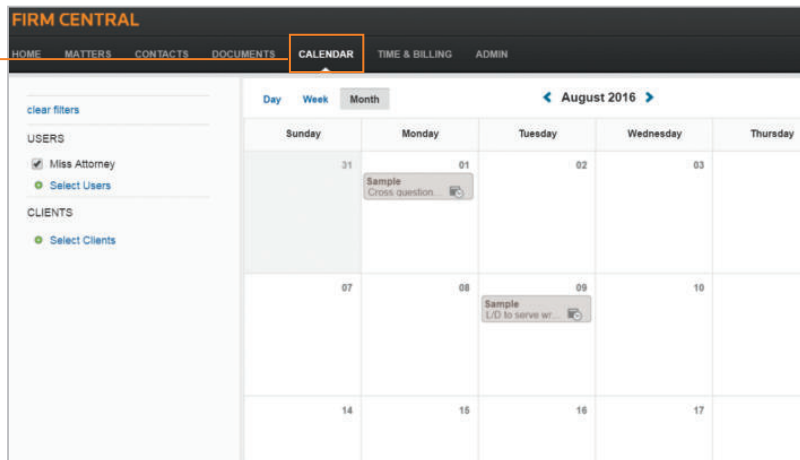 FIRM CENTRAL
HOME MATTERS CONTACTS DOCUMENTS CALENDAR TIME & BILLING ADMIN
clear filters
USERS
Miss Attorney
Select Users
CLIENTS
Select Clients
Day Week Month August 2016
Sunday Monday Tuesday Wednesday Thursday
31 01 02 03
Sample
Cross question...
07 08 09 10
Sample
L/D to serve wr...
14 15 16 17